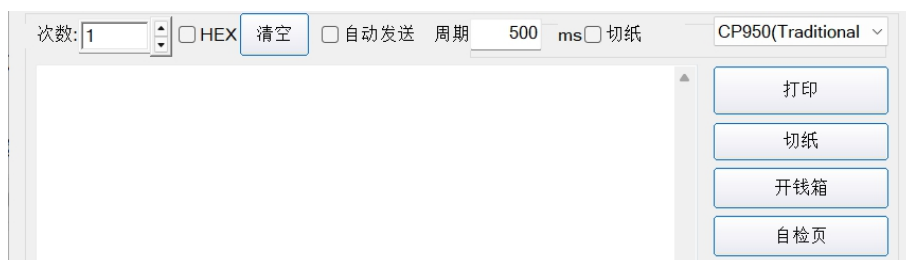 次数: 1 HEX 清空 自动发送 周期 500 ms 切纸 CP950(Traditional
打印
切纸
开钱箱
自检页